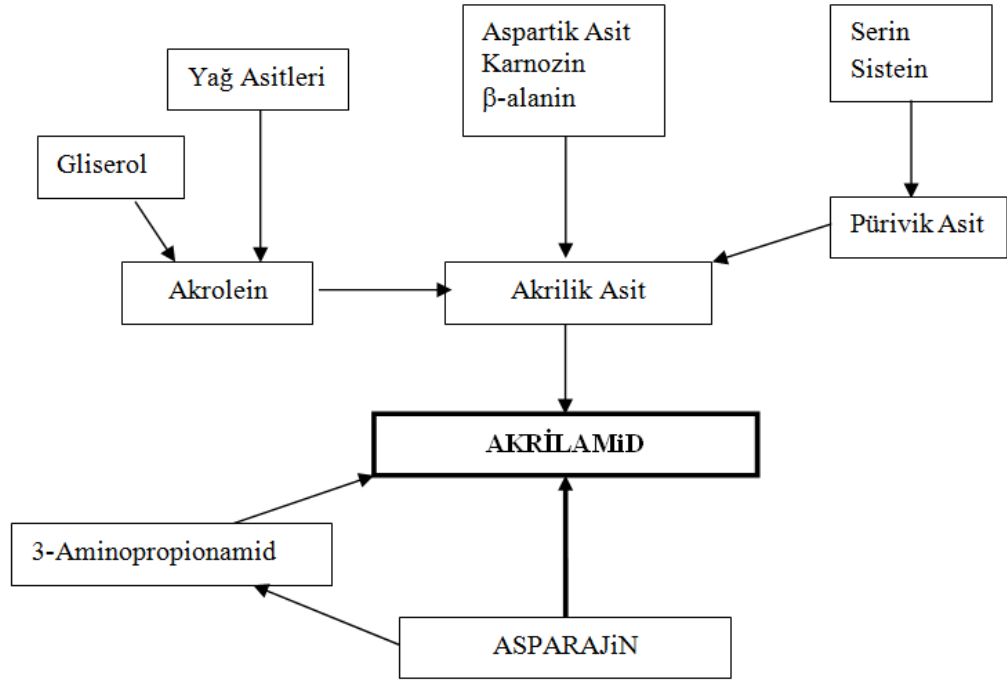 Aspartik Asit
Karnozin
β-alanin
Serin
Sistein
Yağ Asitleri
Gliserol
Pürivik Asit
Akrolein
Akrilik Asit
AKRİLAMiD
3-Aminopropionamid
ASPARAJiN